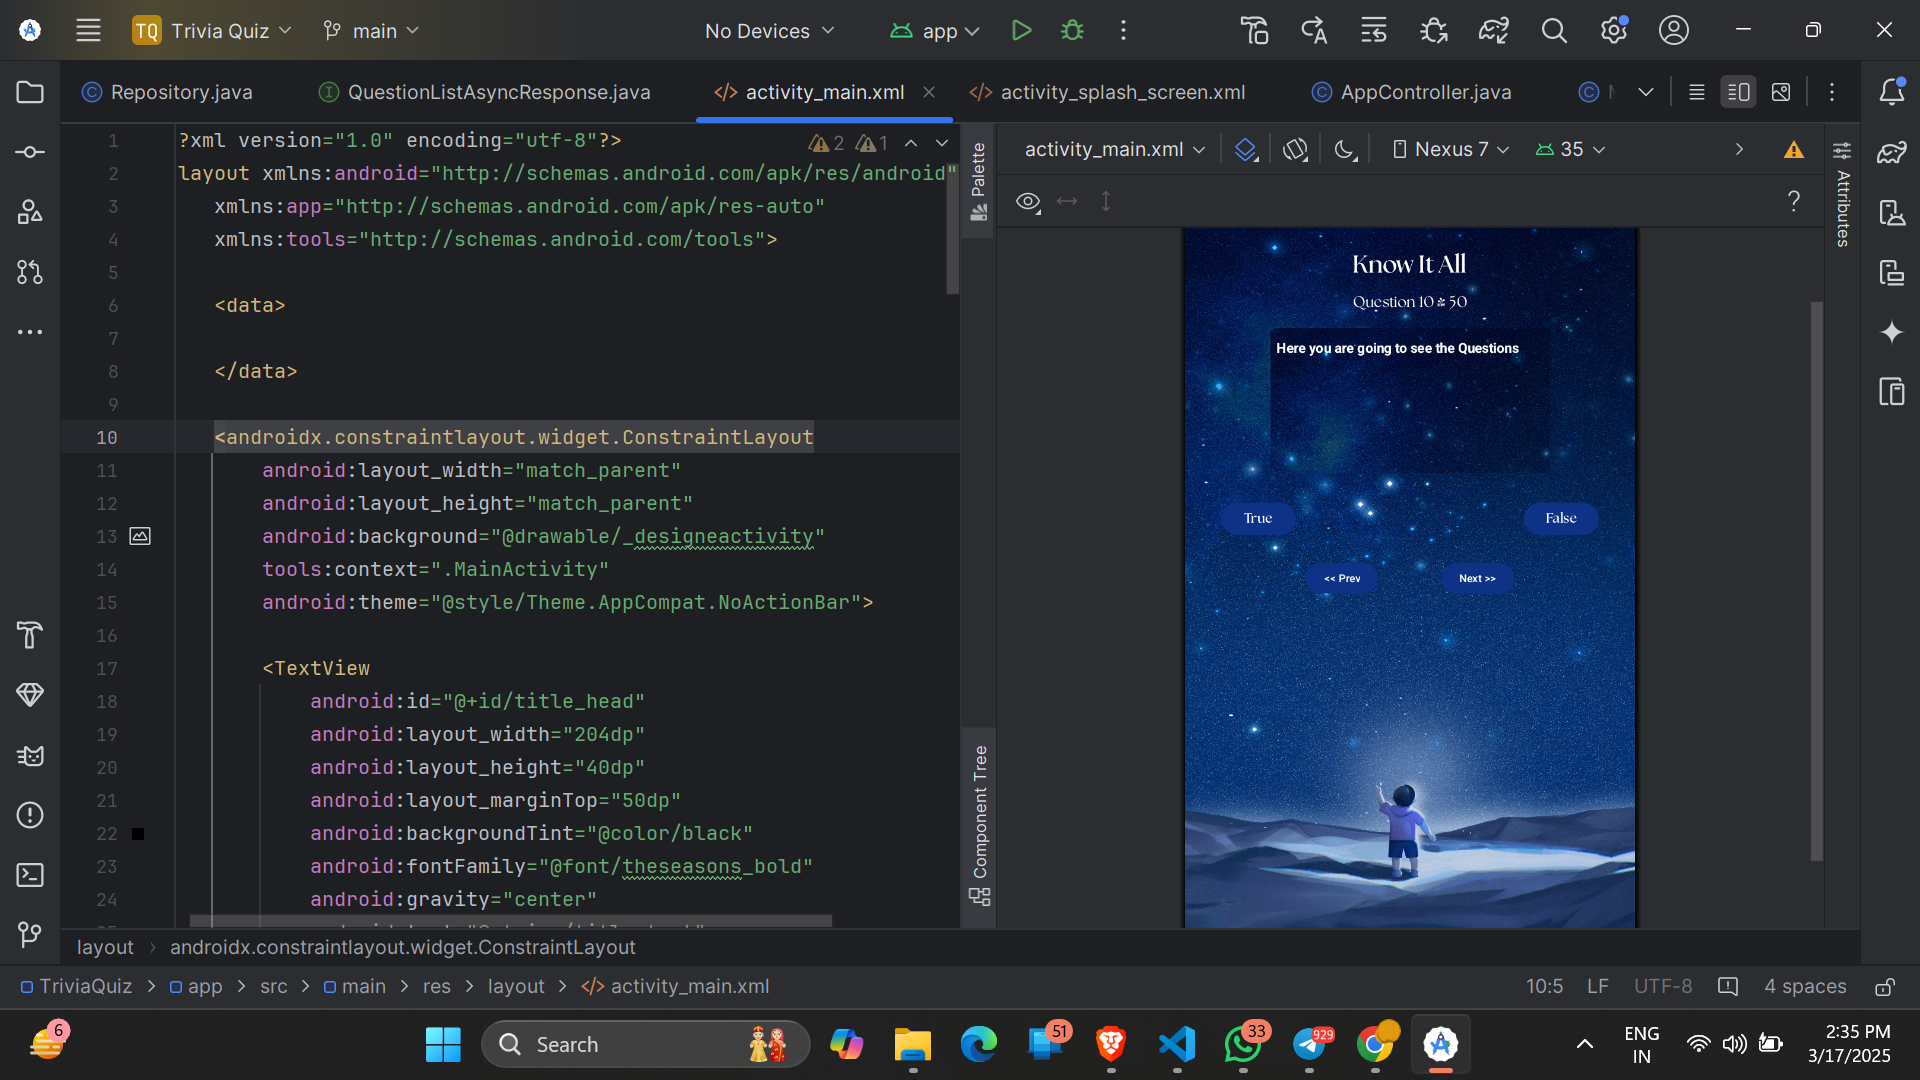 TQ Trivia Quiz main No Devices app
Repository.java QuestionListAsyncResponse.java activity_main.xml activity_splash_screen.xml AppController.java
1 ?xml version="1.0" encoding="utf-8"?> 2 1
2 layout xmlns:android="http://schemas.android.com/apk/res/android"
3 xmlns:app="http://schemas.android.com/apk/res-auto"
4 xmlns:tools="http://schemas.android.com/tools">
5
6 <data>
7
8 </data>
9
10 <androidx.constraintlayout.widget.ConstraintLayout
11 android:layout_width="match_parent"
12 android:layout_height="match_parent"
13 android:background="@drawable/_designeactivity"
14 tools:context=".MainActivity"
15 android:theme="@style/Theme.AppCompat.NoActionBar">
16
17 <TextView
18 android:id="@+id/title_head"
19 android:layout_width="204dp"
20 android:layout_height="40dp"
21 android:layout_marginTop="50dp"
22 android:backgroundTint="@color/black"
23 android:fontFamily="@font/theseasons_bold"
24 android:gravity="center"
Palette
Component Tree
activity_main.xml Nexus 7 35
?
Attributes
Know It All
Question 10 50
Here you are going to see the Questions
True False
<< Prev Next >>
layout › androidx.constraintlayout.widget.ConstraintLayout
TriviaQuiz > app > src > main > res > layout > activity_main.xml 10:5 LF UTF-8 4 spaces
6 Search 51 33 929 ENG IN 2:35 PM
3/17/2025